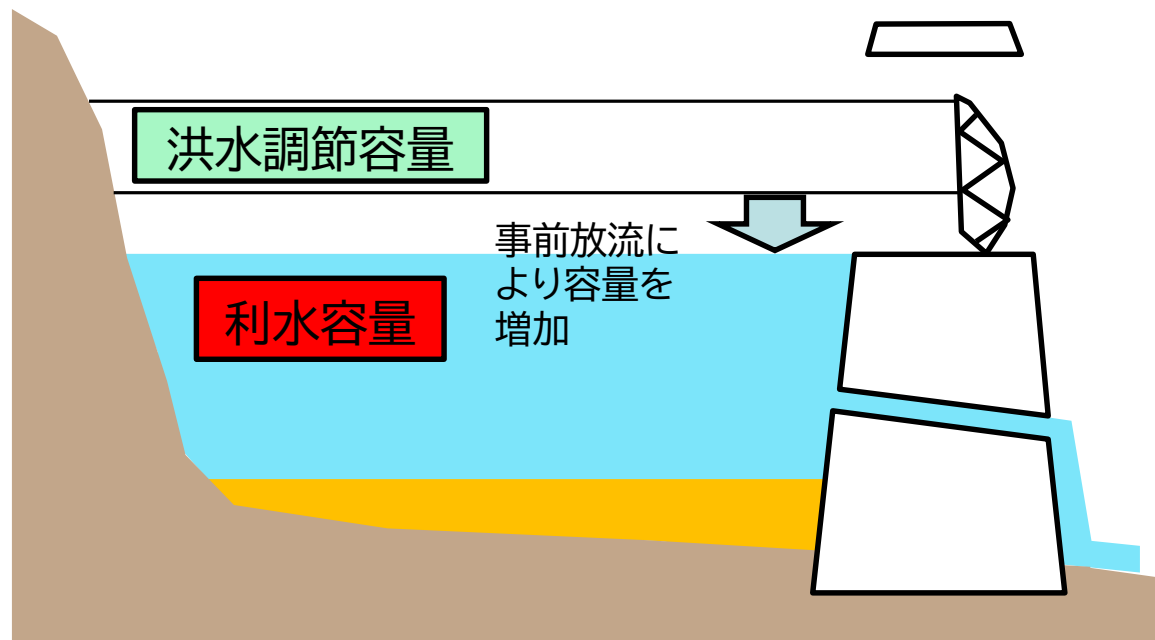 洪水調節容量
事前放流に
より容量を
増加
利水容量